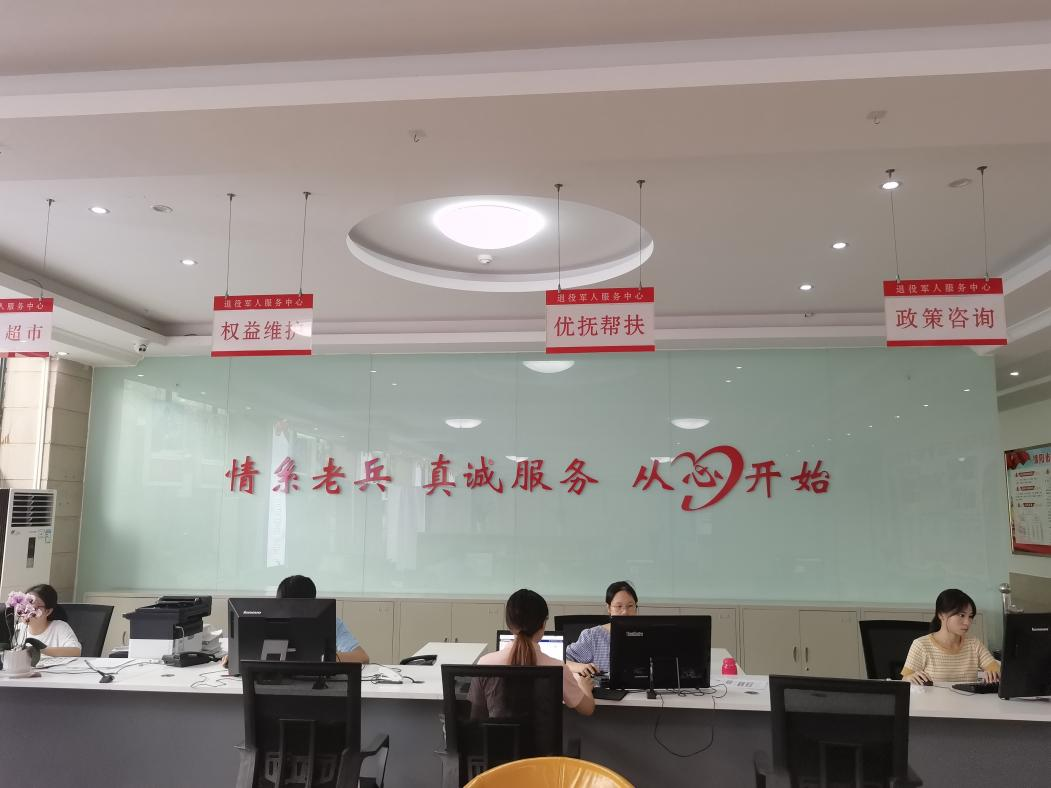 人服务中心
超市
退役军人服务中心
权益维护
退役军人服务中心
优抚帮扶
退役军人服务中心
政策咨询
情系老兵 真诚服务 从心开始
lenovo